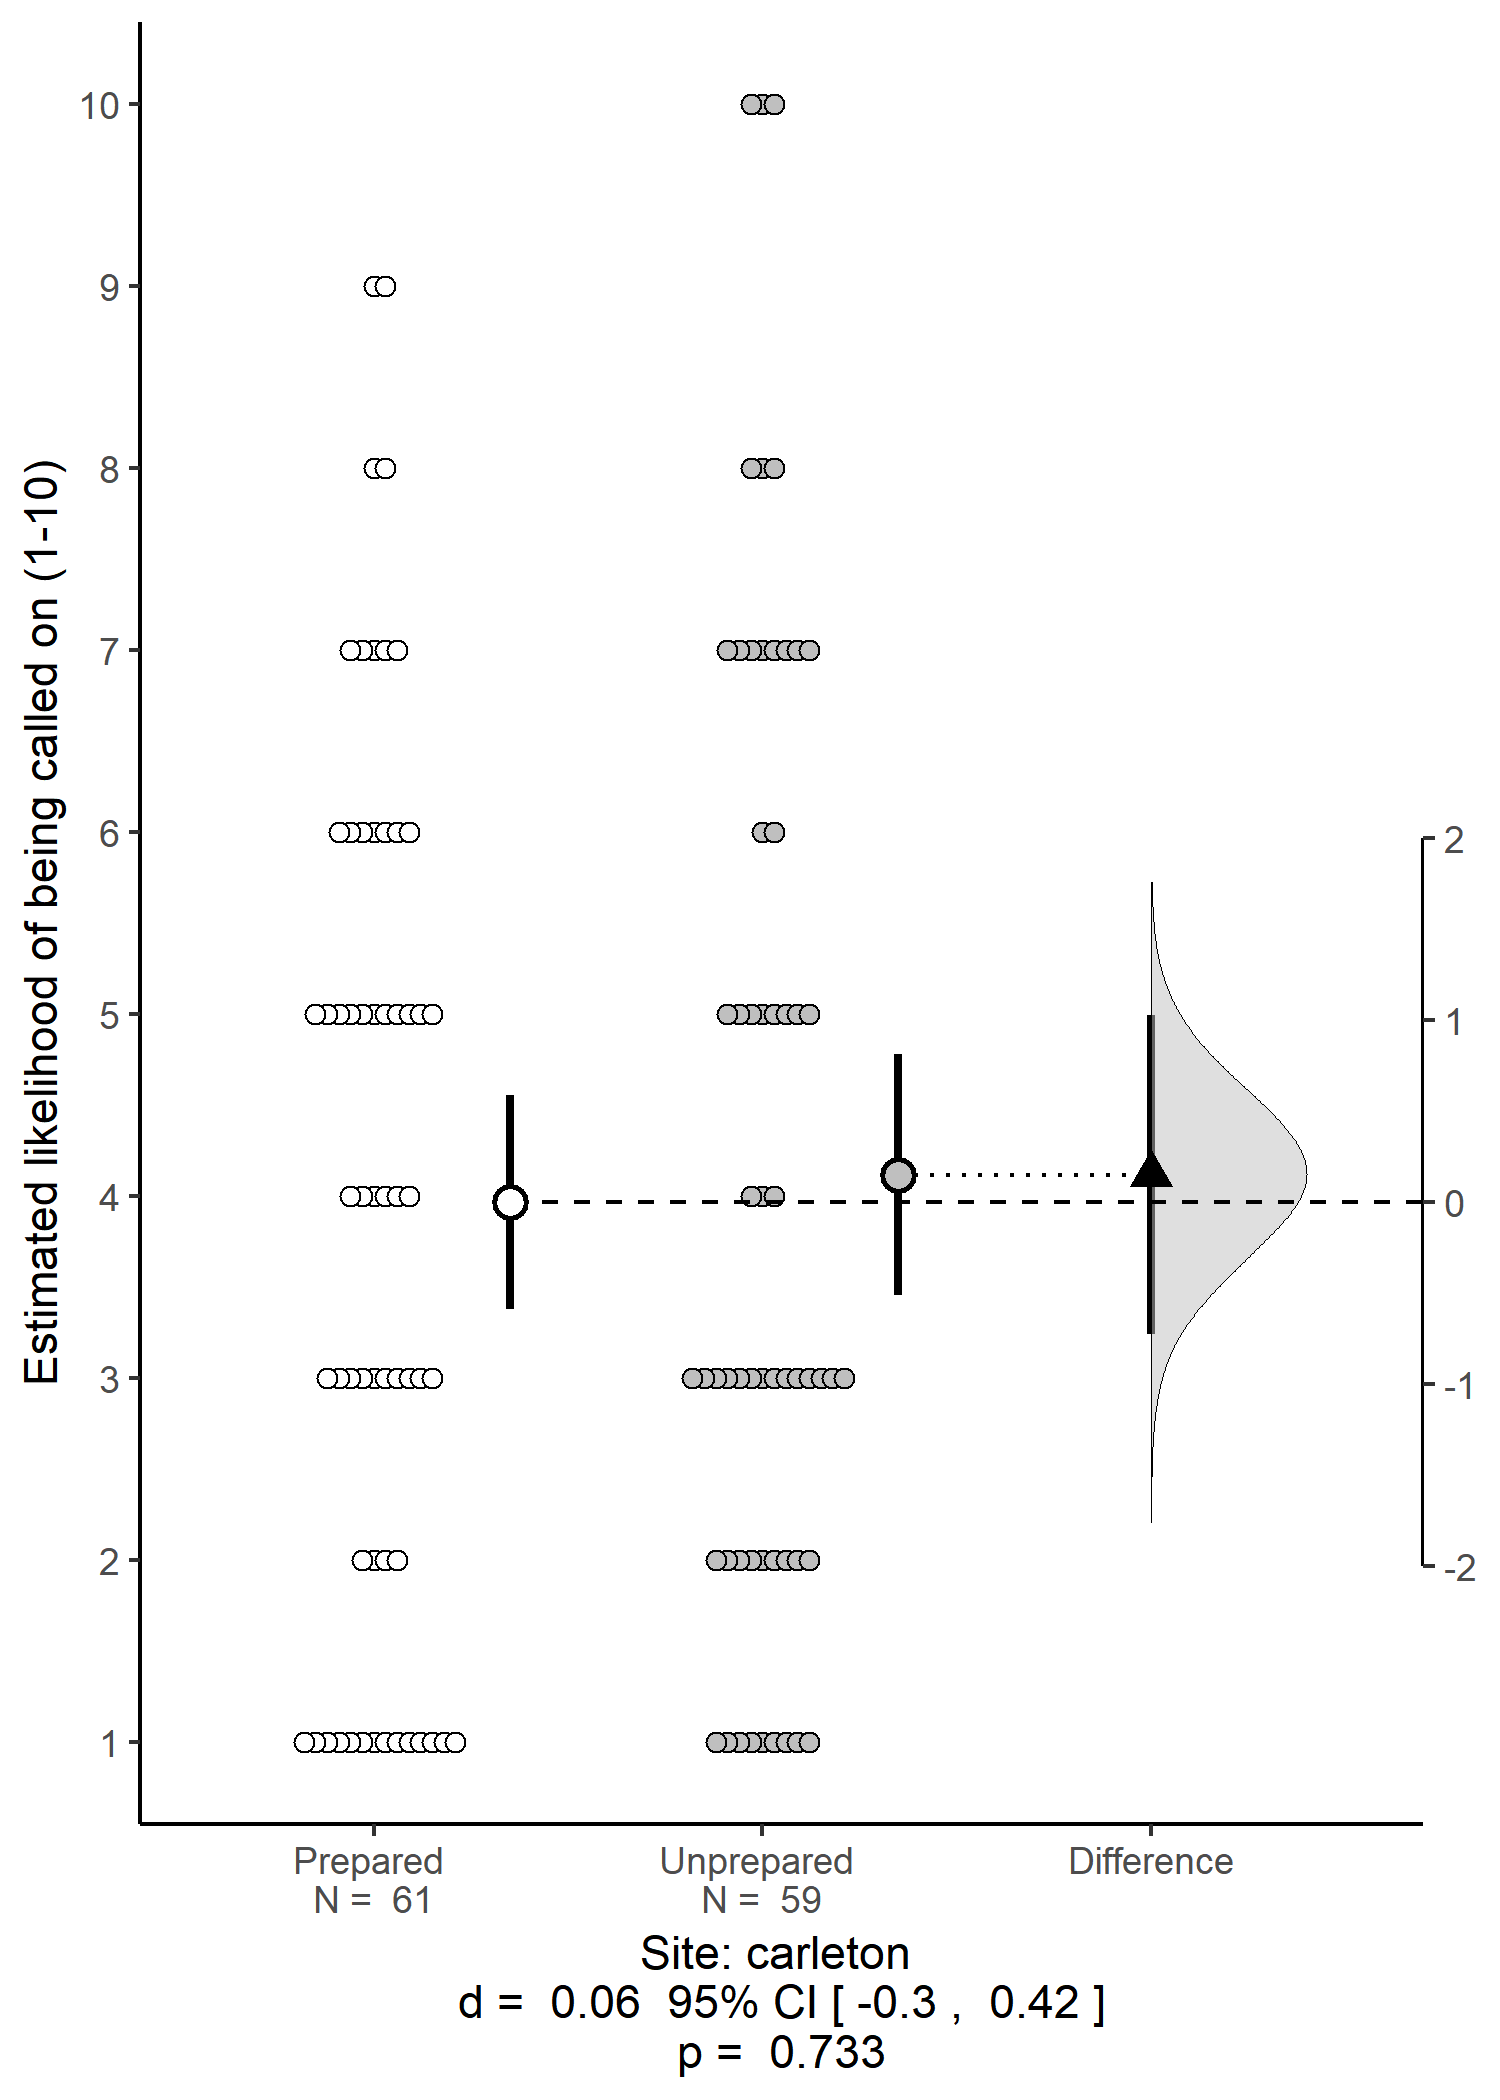 Estimated likelihood of being called on (1-10)
10
9
8
7
6
5
4
3
2
1
2
1
0
-1
-2
Prepared
N = 61
Unprepared
N = 59
Difference
Site: carleton
d = 0.06 95% CI [ -0.3 , 0.42 ]
p = 0.733